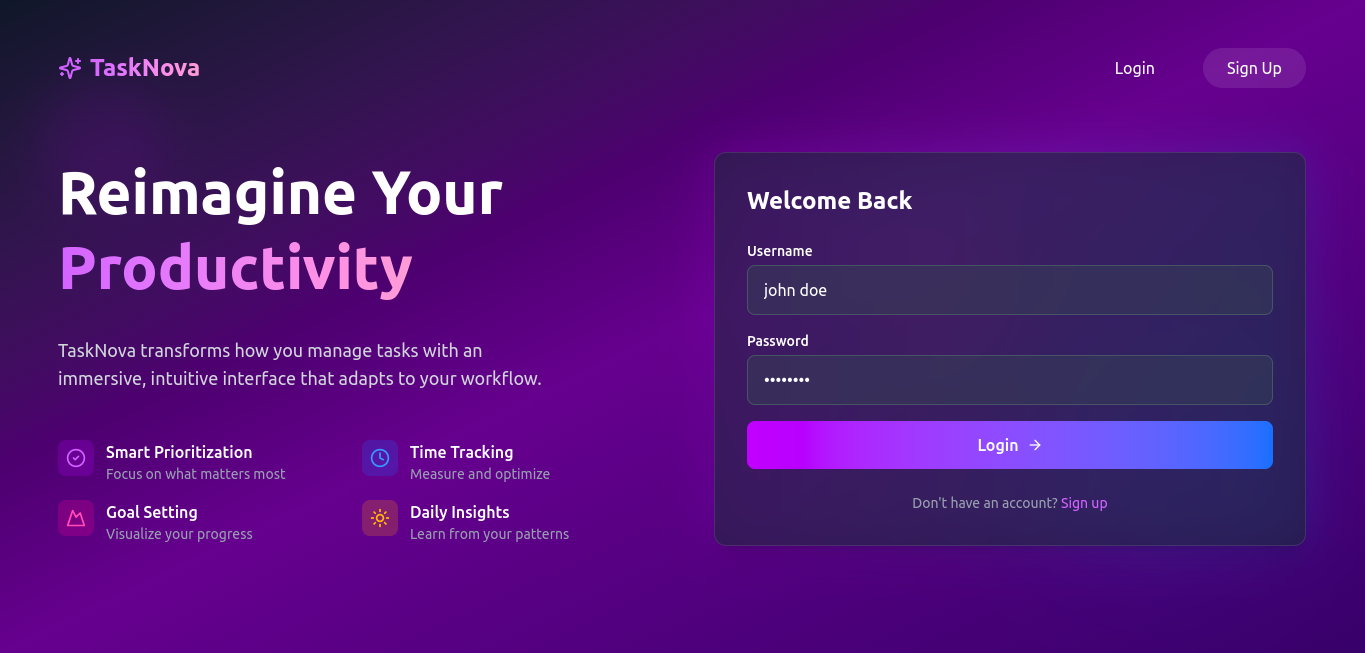 TaskNova
Login
Sign Up
Reimagine Your
Productivity
TaskNova transforms how you manage tasks with an
immersive, intuitive interface that adapts to your workflow.
Smart Prioritization
Focus on what matters most
Time Tracking
Measure and optimize
Goal Setting
Visualize your progress
Daily Insights
Learn from your patterns
Welcome Back
Username
john doe
Password
••••••••
Login →
Don't have an account? Sign up